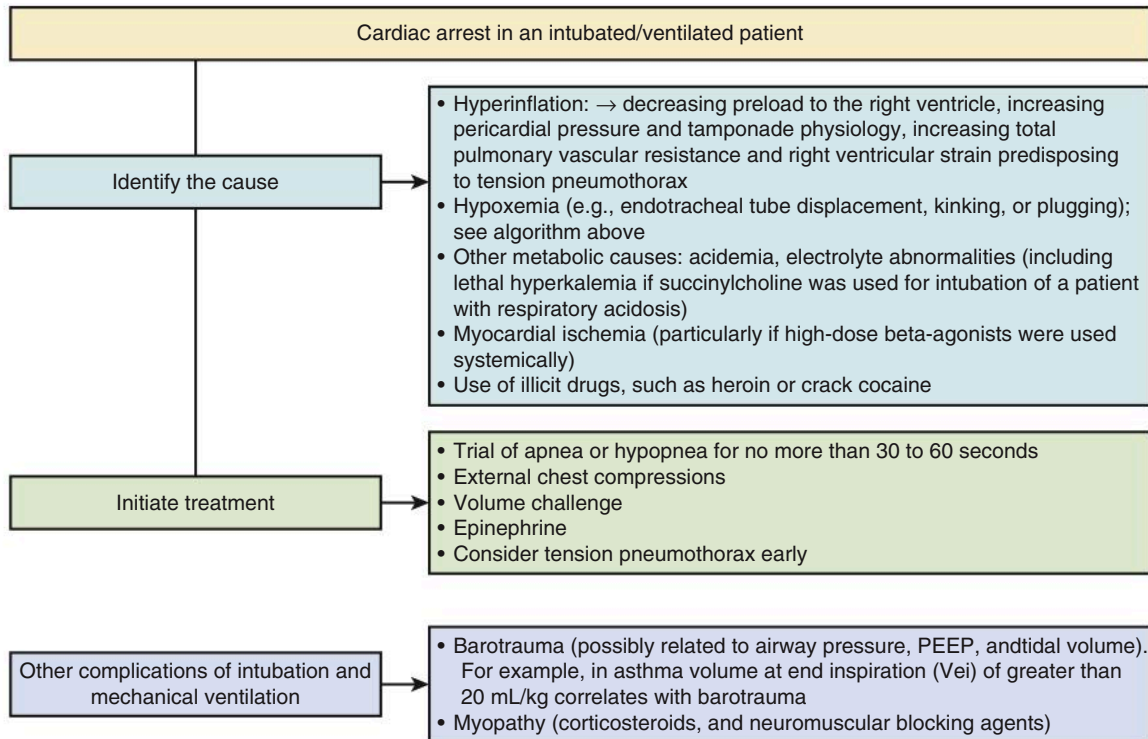 Cardiac arrest in an intubated/ventilated patient
Identify the cause
• Hyperinflation: → decreasing preload to the right ventricle, increasing
pericardial pressure and tamponade physiology, increasing total
pulmonary vascular resistance and right ventricular strain predisposing
to tension pneumothorax
• Hypoxemia (e.g., endotracheal tube displacement, kinking, or plugging);
see algorithm above
• Other metabolic causes: acidemia, electrolyte abnormalities (including
lethal hyperkalemia if succinylcholine was used for intubation of a patient
with respiratory acidosis)
• Myocardial ischemia (particularly if high-dose beta-agonists were used
systemically)
• Use of illicit drugs, such as heroin or crack cocaine
Initiate treatment
• Trial of apnea or hypopnea for no more than 30 to 60 seconds
• External chest compressions
• Volume challenge
• Epinephrine
• Consider tension pneumothorax early
Other complications of intubation and
mechanical ventilation
• Barotrauma (possibly related to airway pressure, PEEP, andtidal volume).
For example, in asthma volume at end inspiration (Vei) of greater than
20 mL/kg correlates with barotrauma
• Myopathy (corticosteroids, and neuromuscular blocking agents)